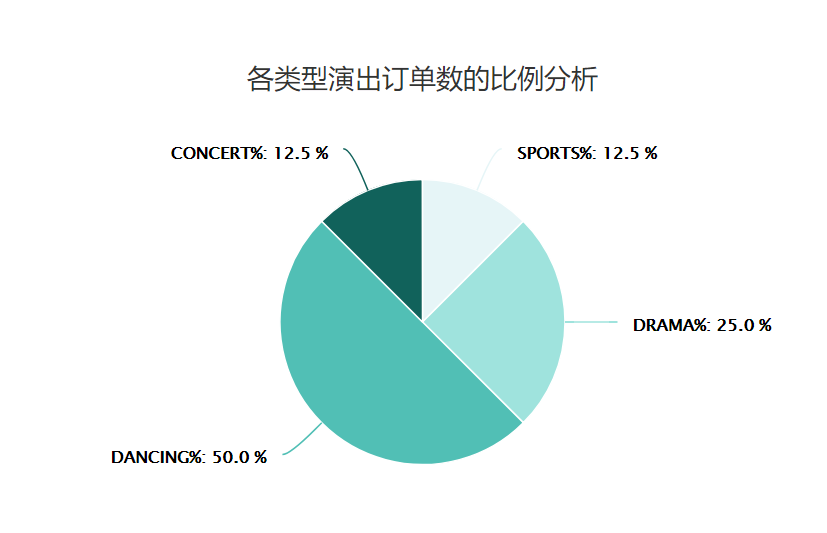 各类型演出订单数的比例分析
CONCERT%: 12.5 %
SPORTS%: 12.5 %
DRAMA%: 25.0 %
DANCING%: 50.0 %